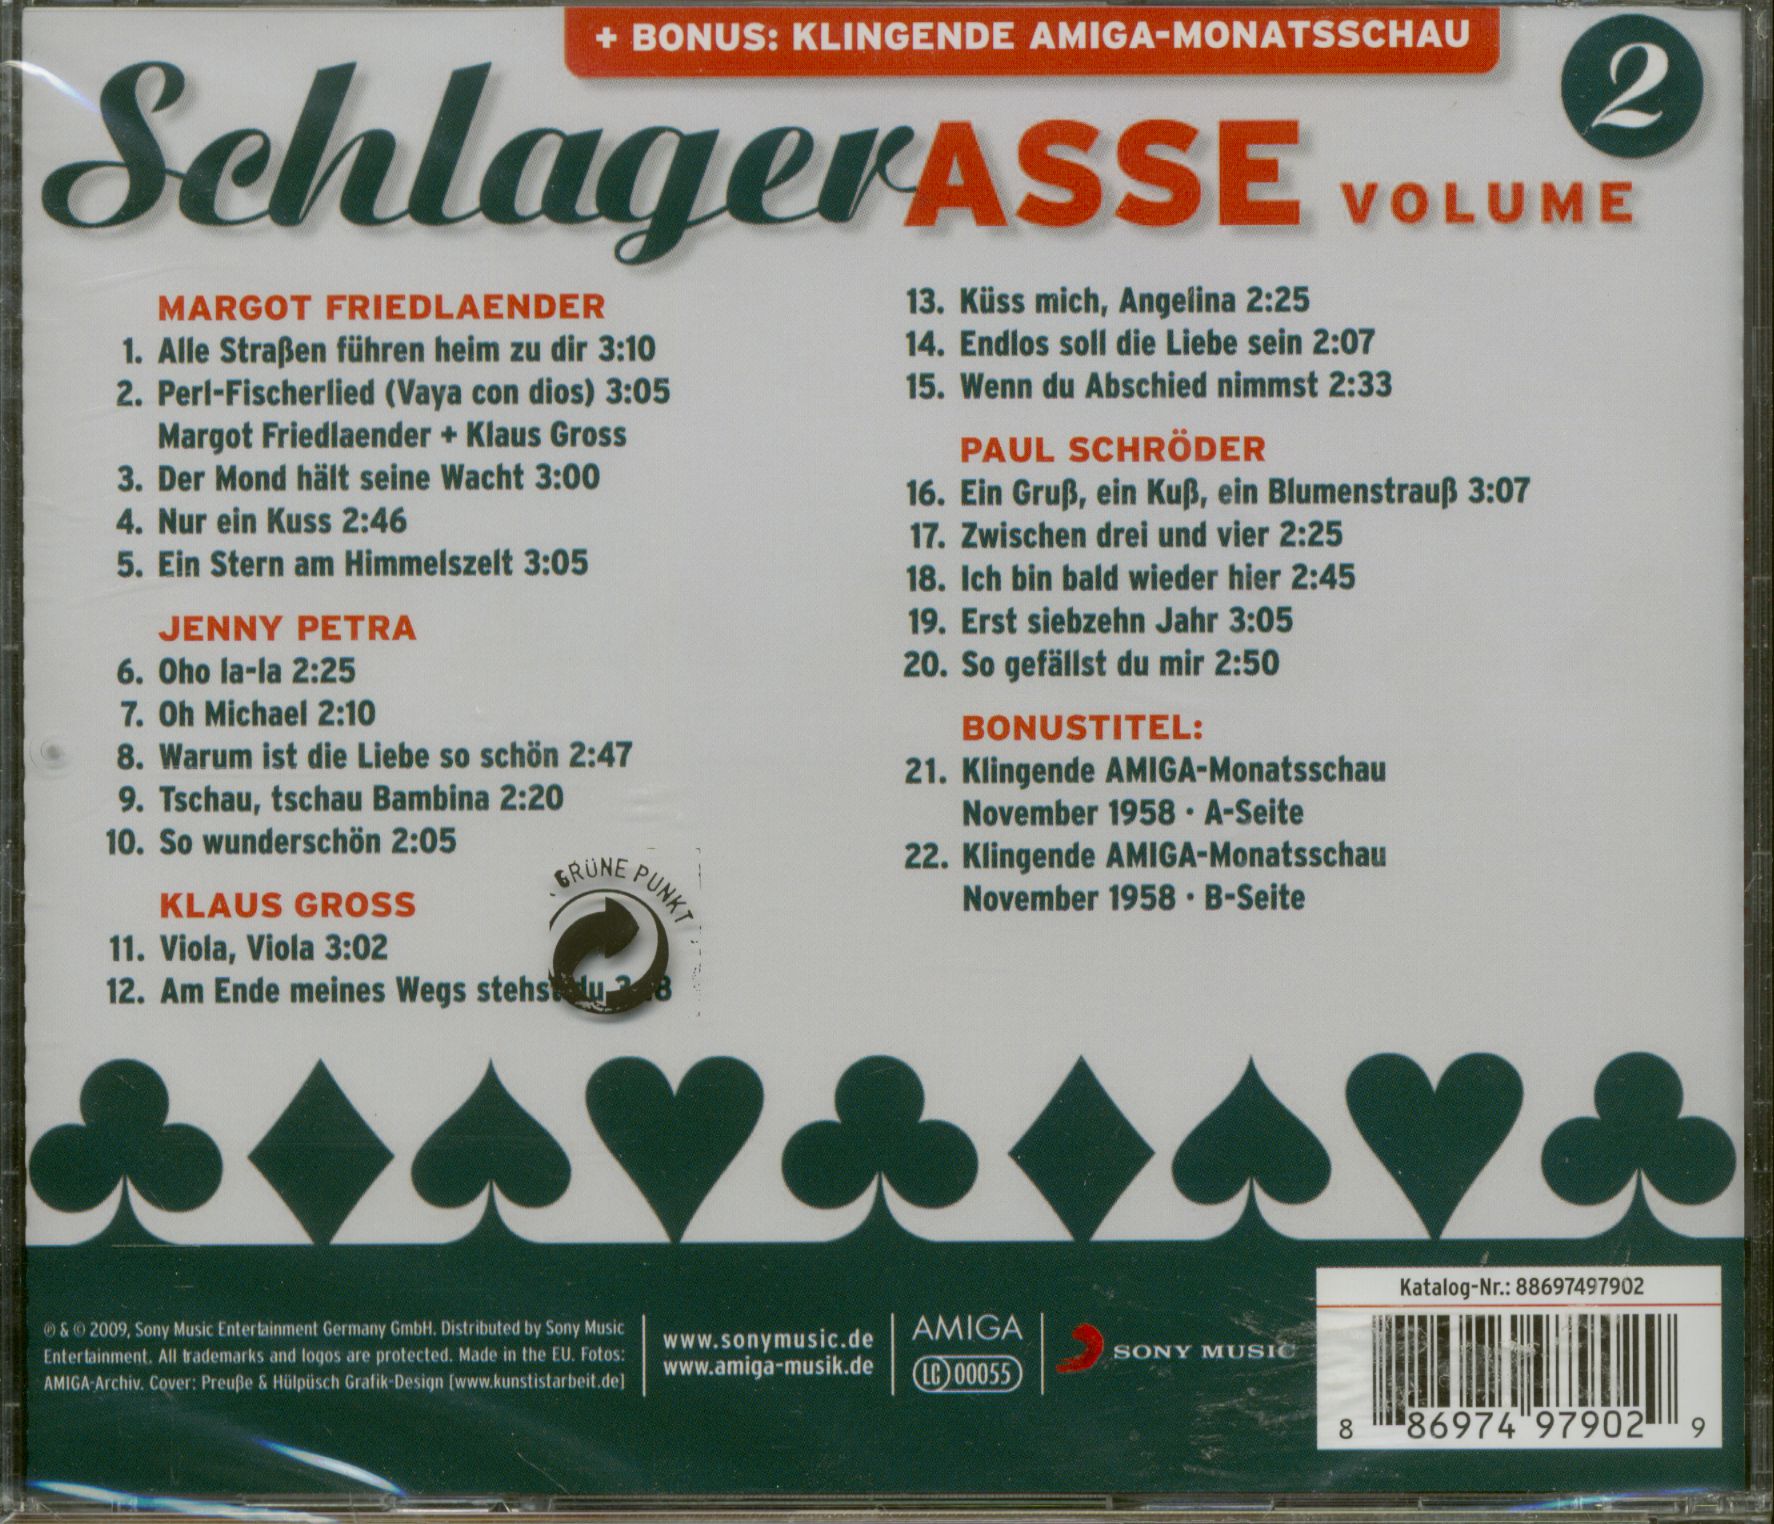 + BONUS: KLINGENDE AMIGA-MONATSSCHAU
2
SchlagerASSE VOLUME
MARGOT FRIEDLAENDER
1. Alle Straßen führen heim zu dir 3:10
2. Perl-Fischerlied (Vaya con dios) 3:05
Margot Friedlaender + Klaus Gross
3. Der Mond hält seine Wacht 3:00
4. Nur ein Kuss 2:46
5. Ein Stern am Himmelszelt 3:05
JENNY PETRA
6. Oho la-la 2:25
7. Oh Michael 2:10
8. Warum ist die Liebe so schön 2:47
9. Tschau, tschau Bambina 2:20
10. So wunderschön 2:05
KLAUS GROSS
11. Viola, Viola 3:02
12. Am Ende meines Wegs stehst du
GRÜNE PUNKT
13. Küss mich, Angelina 2:25
14. Endlos soll die Liebe sein 2:07
15. Wenn du Abschied nimmst 2:33
PAUL SCHRÖDER
16. Ein Gruß, ein Kuß, ein Blumenstrauß 3:07
17. Zwischen drei und vier 2:25
18. Ich bin bald wieder hier 2:45
19. Erst siebzehn Jahr 3:05
20. So gefällst du mir 2:50
BONUSTITEL:
21. Klingende AMIGA-Monatsschau
November 1958 · A-Seite
22. Klingende AMIGA-Monatsschau
November 1958 · B-Seite
℗ & © 2009, Sony Music Entertainment Germany GmbH. Distributed by Sony Music
Entertainment. All trademarks and logos are protected. Made in the EU. Fotos:
AMIGA-Archiv. Cover: Preuße & Hülpüsch Grafik-Design [www.kunstistarbeit.de]
www.sonymusic.de
www.amiga-musik.de
AMIGA
LC 00055
SONY MUSIC
Katalog-Nr.: 88697497902
8 86974 97902 9